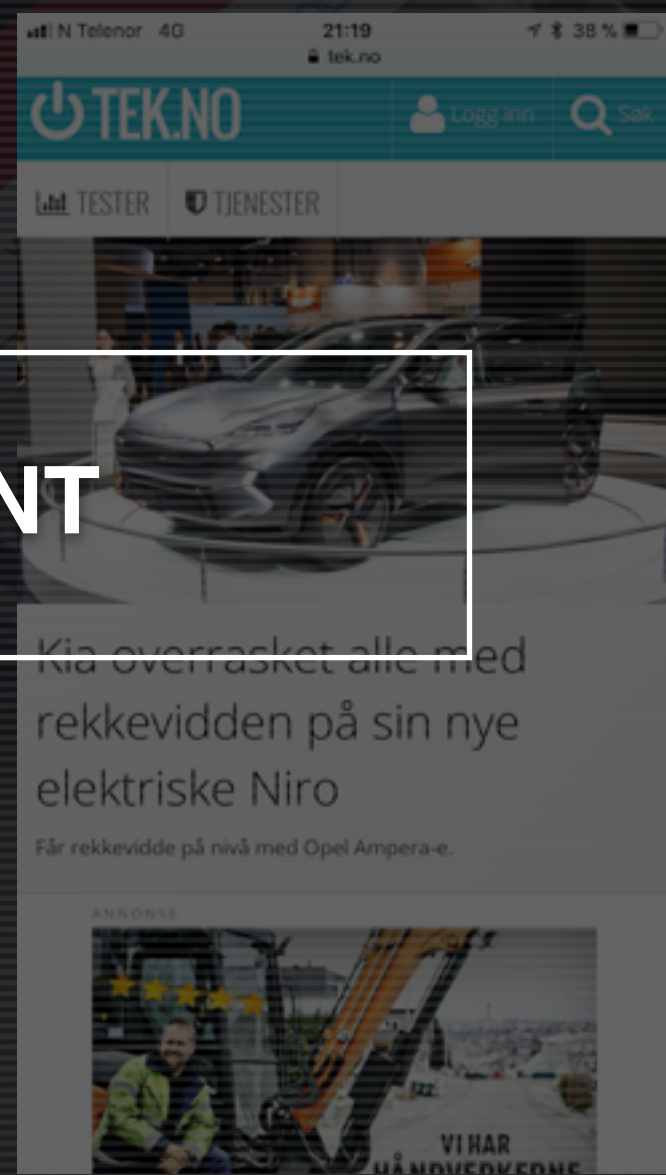 N Telenor 4G 21:19 38 %
tek.no
TEK.NO Logg inn Søk
TESTER TJENESTER
NT
Kia overrasket alle med
rekkevidden på sin nye
elektriske Niro
Får rekkevidde på nivå med Opel Ampera-e.
ANNONSE
VI HAR
HÅNDVERKERNE